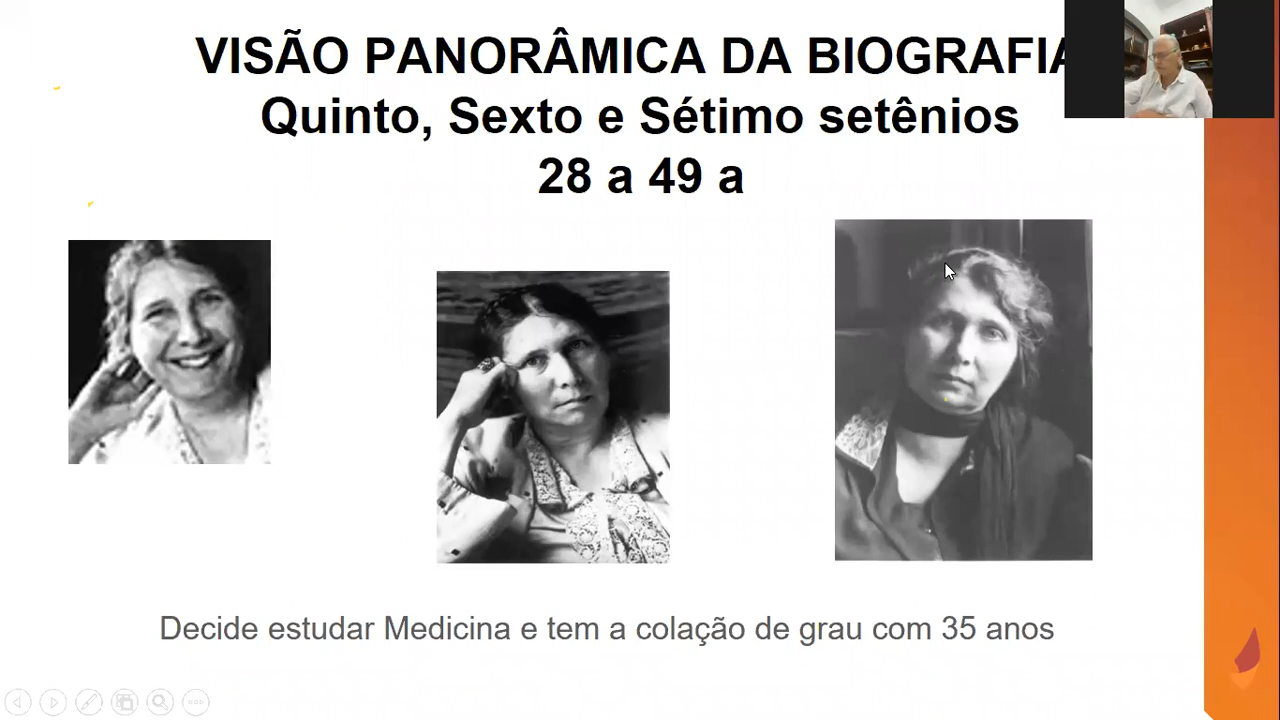 VISÃO PANORÂMICA DA BIOGRAFIA
Quinto, Sexto e Sétimo setênios
28 a 49 a
Decide estudar Medicina e tem a colação de grau com 35 anos